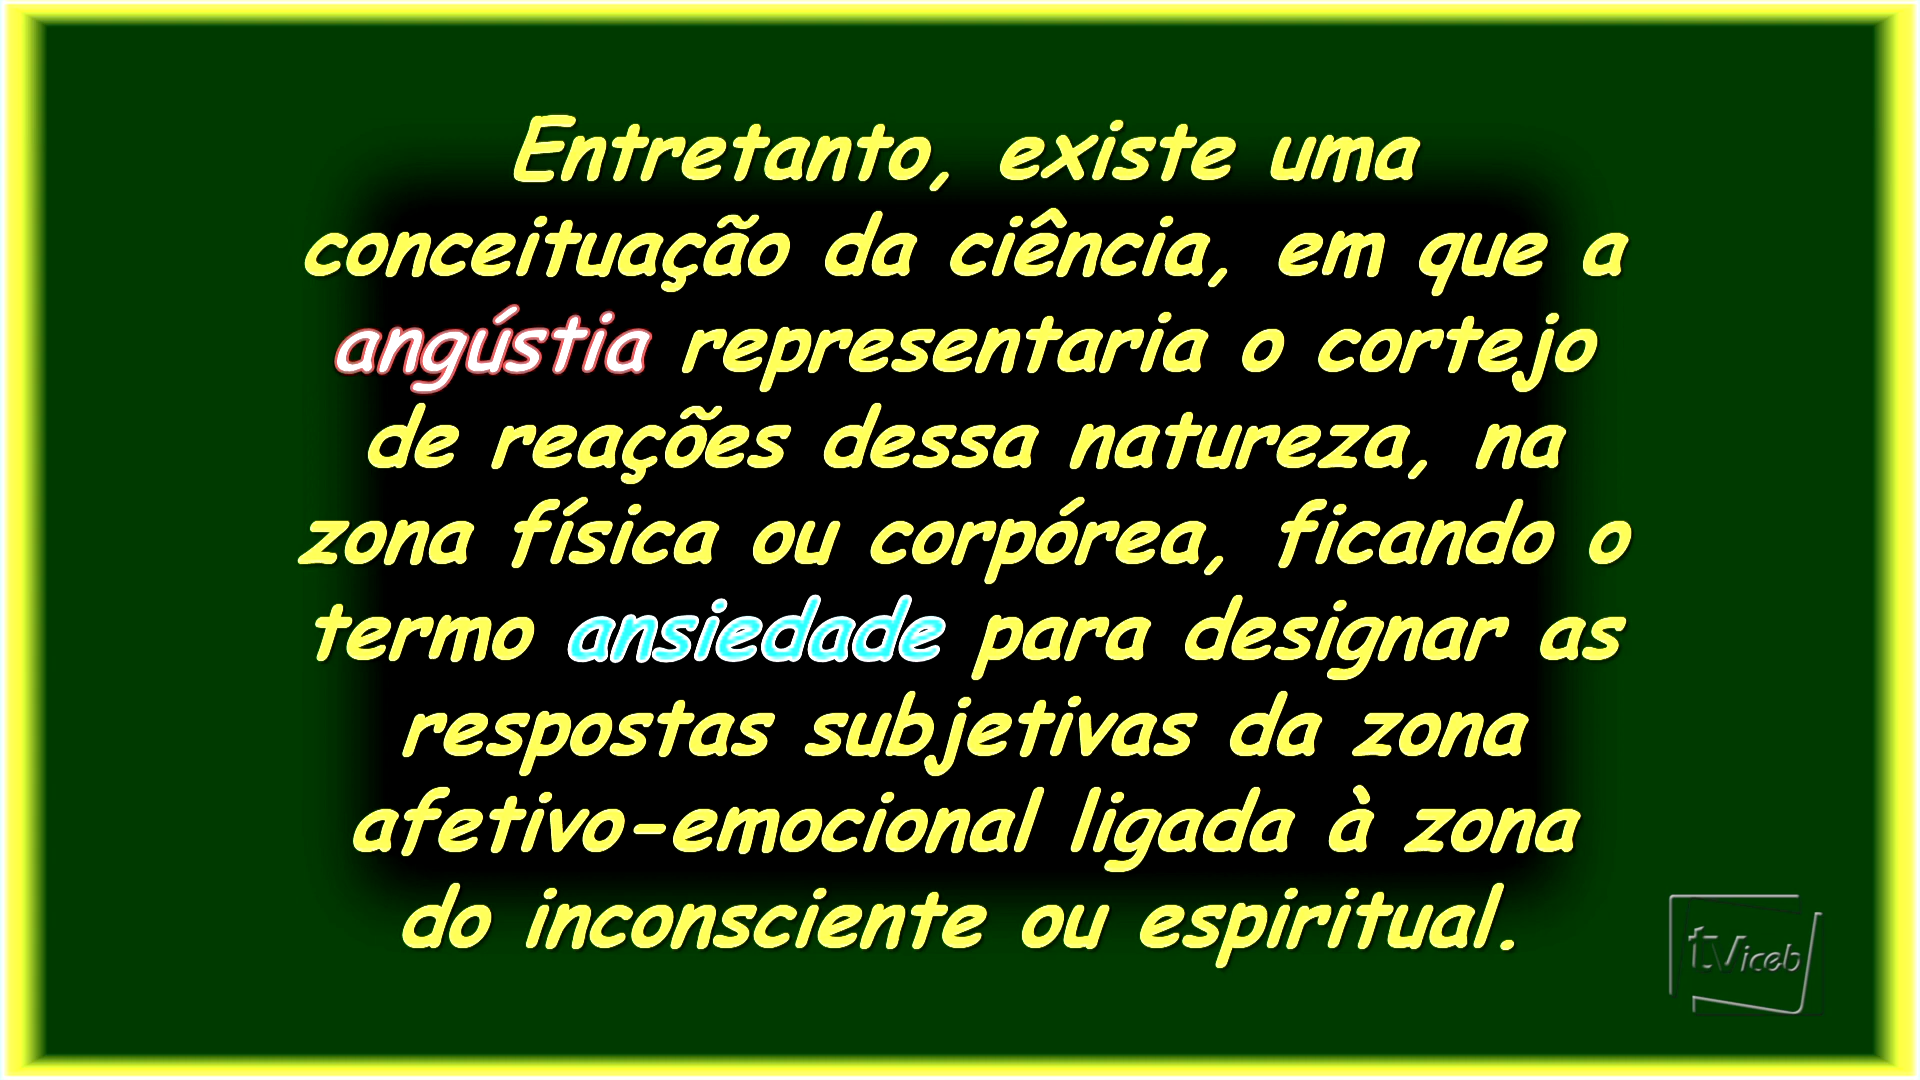 Entretanto, existe uma
conceituação da ciência, em que a
angústia representaria o cortejo
de reações dessa natureza, na
zona física ou corpórea, ficando o
termo ansiedade para designar as
respostas subjetivas da zona
afetivo-emocional ligada à zona
do inconsciente ou espiritual.
tViceb